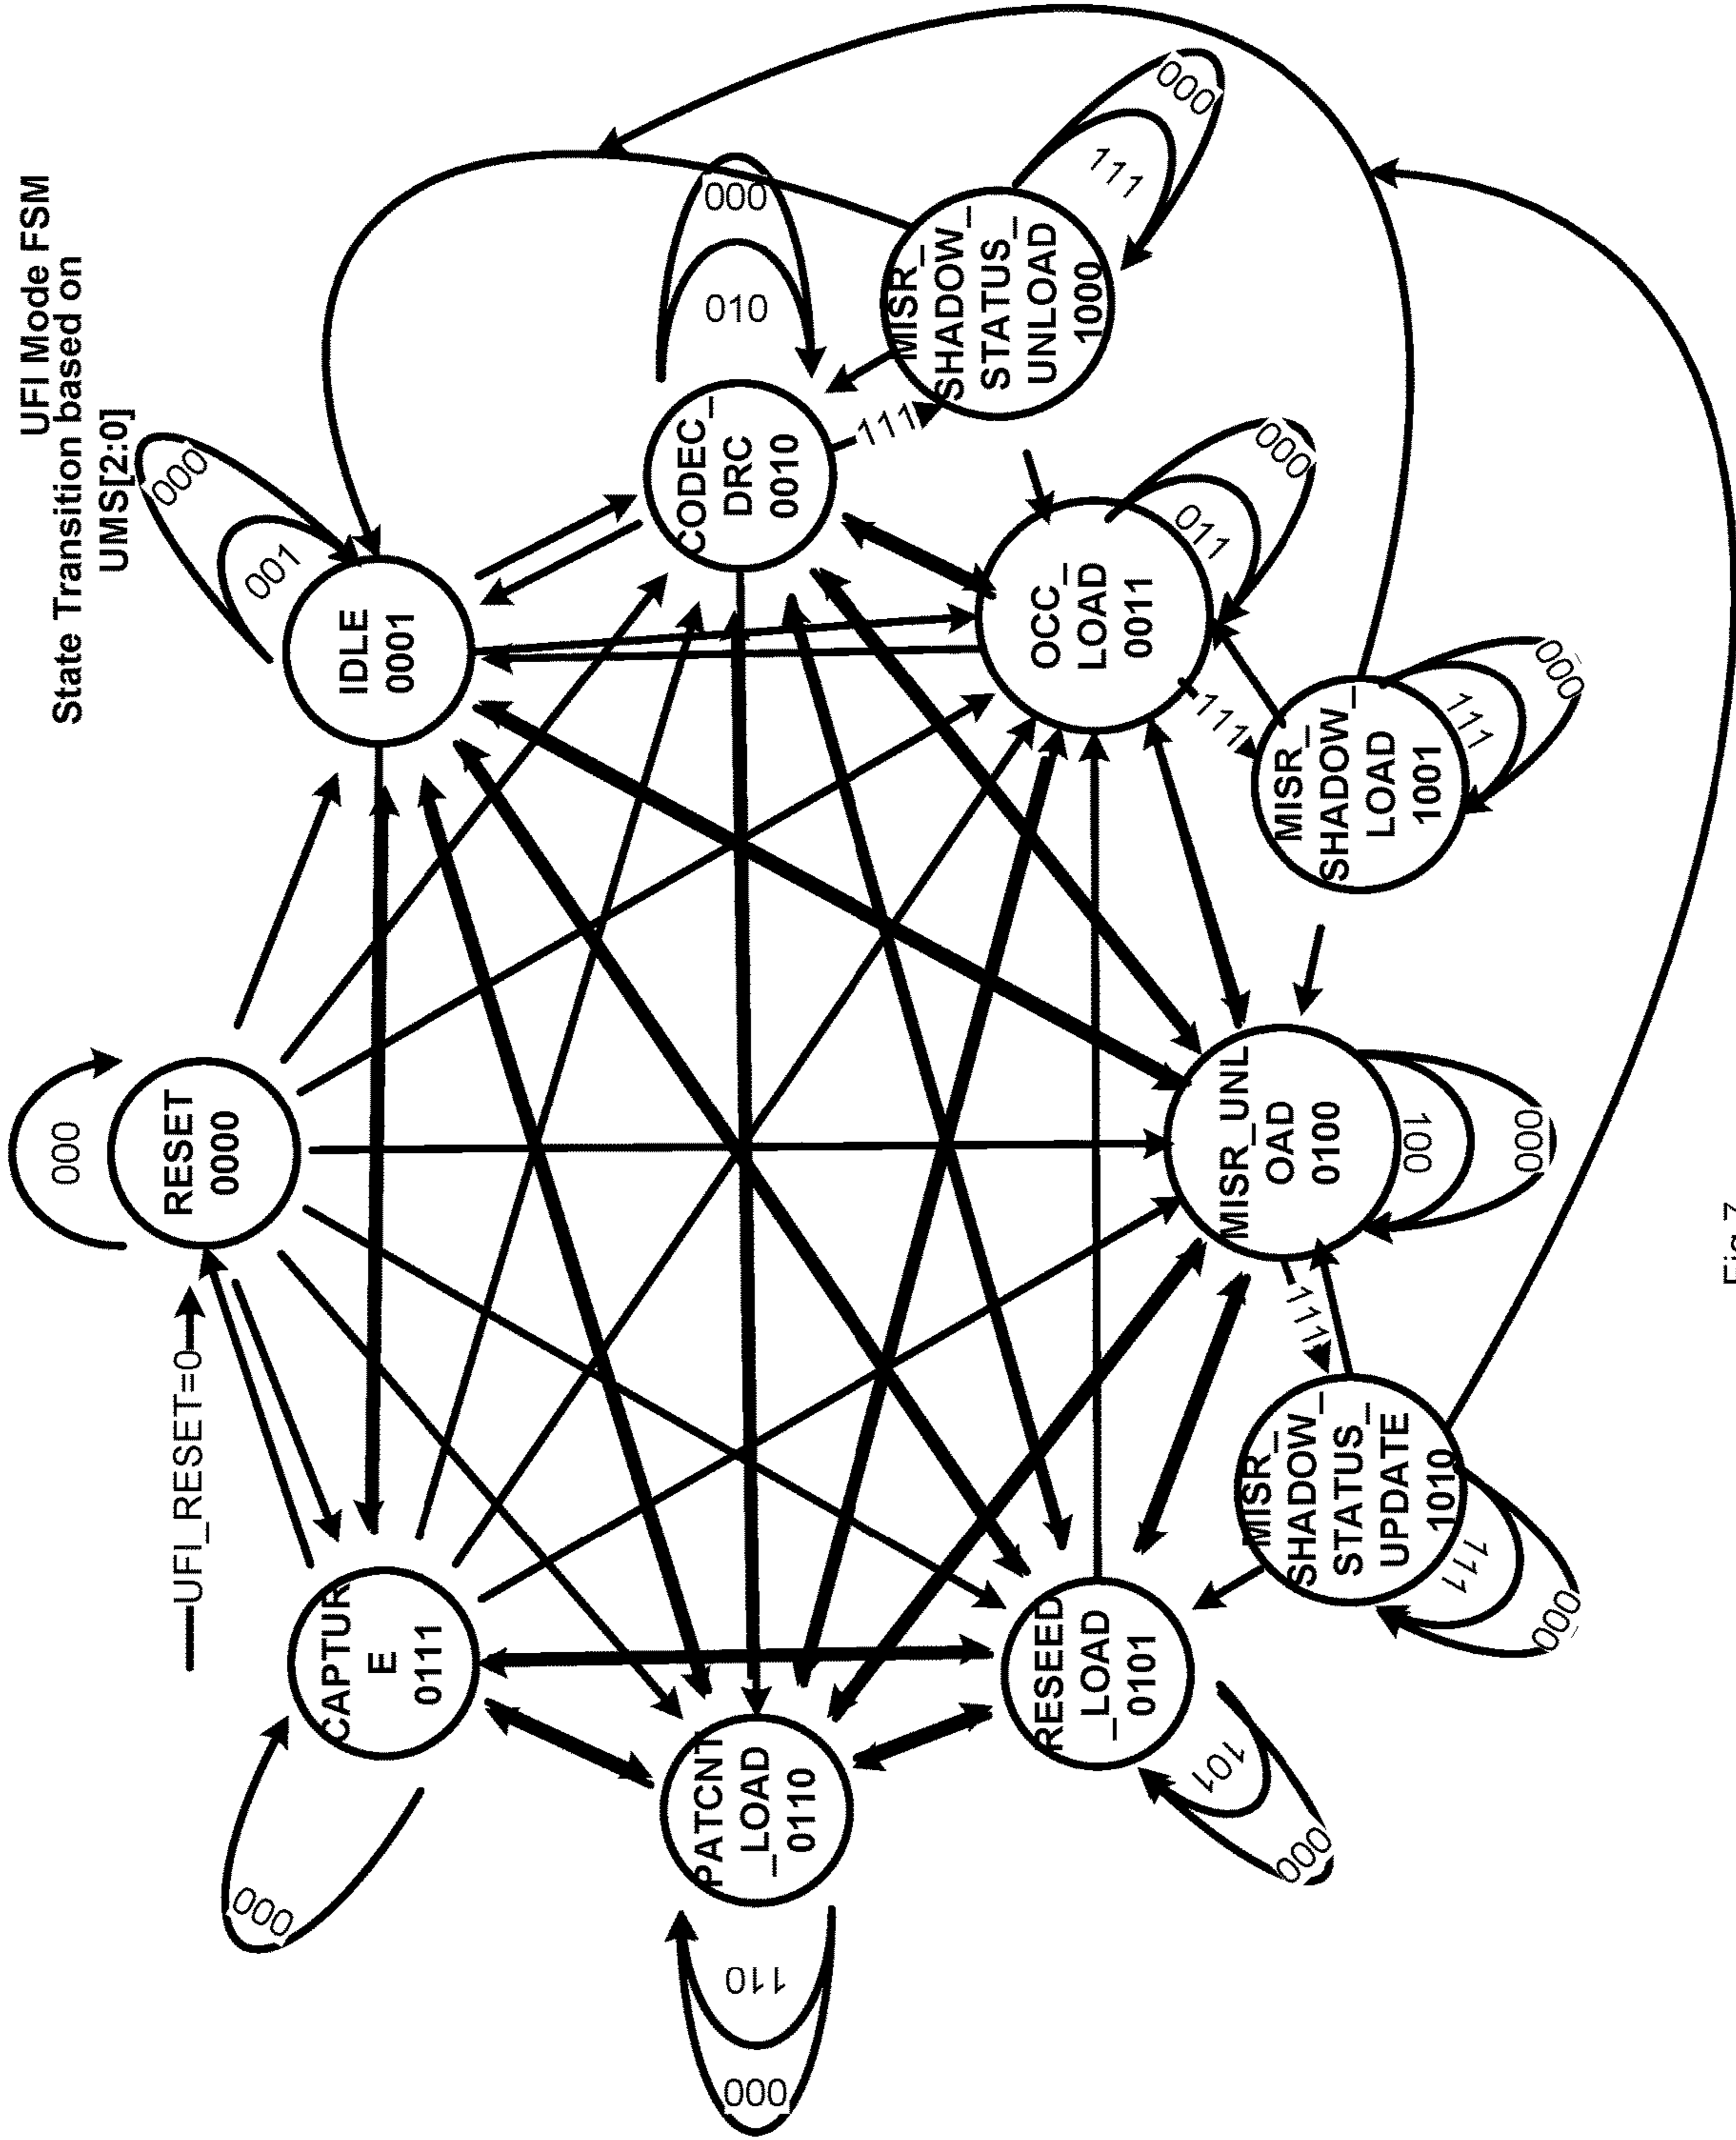 UFI Mode FSM
State Transition based on
UMS[2:0]
UFI_RESET=0
000
RESET
0000
000
001
IDLE
0001
000
010
CODEC_
DRC
0010
111
000
111
MISR_
SHADOW_
STATUS_
UNLOAD
1000
000
011
OCC_
LOAD
0011
111
000
111
MISR_
SHADOW_
LOAD
1001
MISR_UNL
OAD
0100
100
000
111
MISR_
SHADOW_
STATUS_
UPDATE
1010
111
000
RESEED
_LOAD
0101
101
000
PATCNT
_LOAD
0110
110
000
CAPTUR
E
0111
000